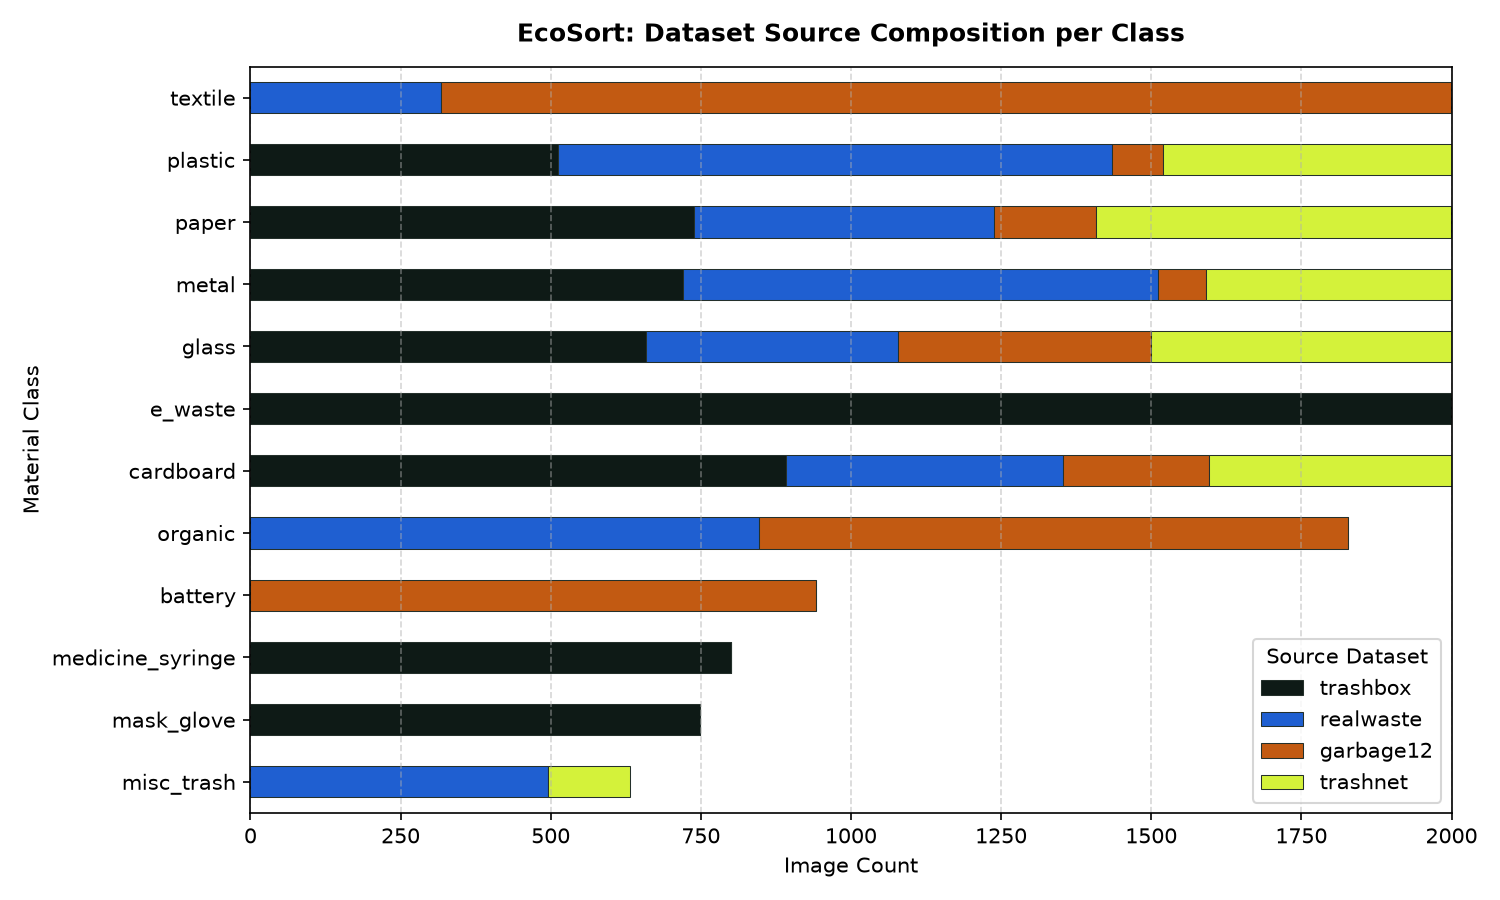 EcoSort: Dataset Source Composition per Class
Material Class
textile
plastic
paper
metal
glass
e_waste
cardboard
organic
battery
medicine_syringe
mask_glove
misc_trash
Source Dataset
trashbox
realwaste
garbage12
trashnet
0 250 500 750 1000 1250 1500 1750 2000
Image Count